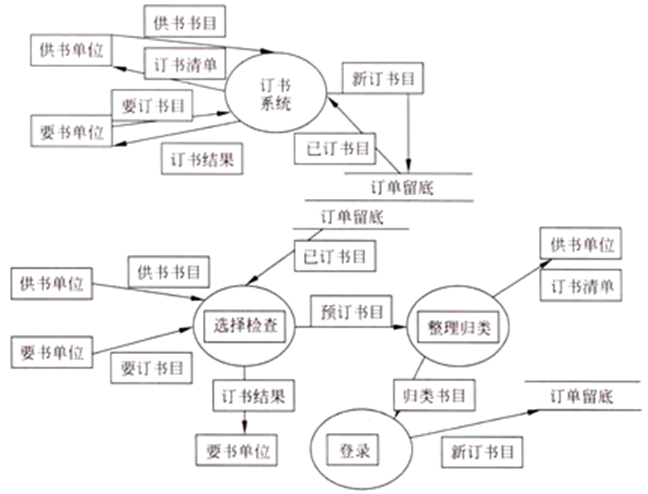 供书书目
供书单位
订书清单
订书
系统
新订书目
要订书目
要书单位
订书结果
已订书目
订单留底
订单留底
供书单位
供书书目
已订书目
供书单位
订书清单
选择检查
预订书目
整理归类
要书单位
要订书目
订书结果
归类书目
订单留底
要书单位
登录
新订书目